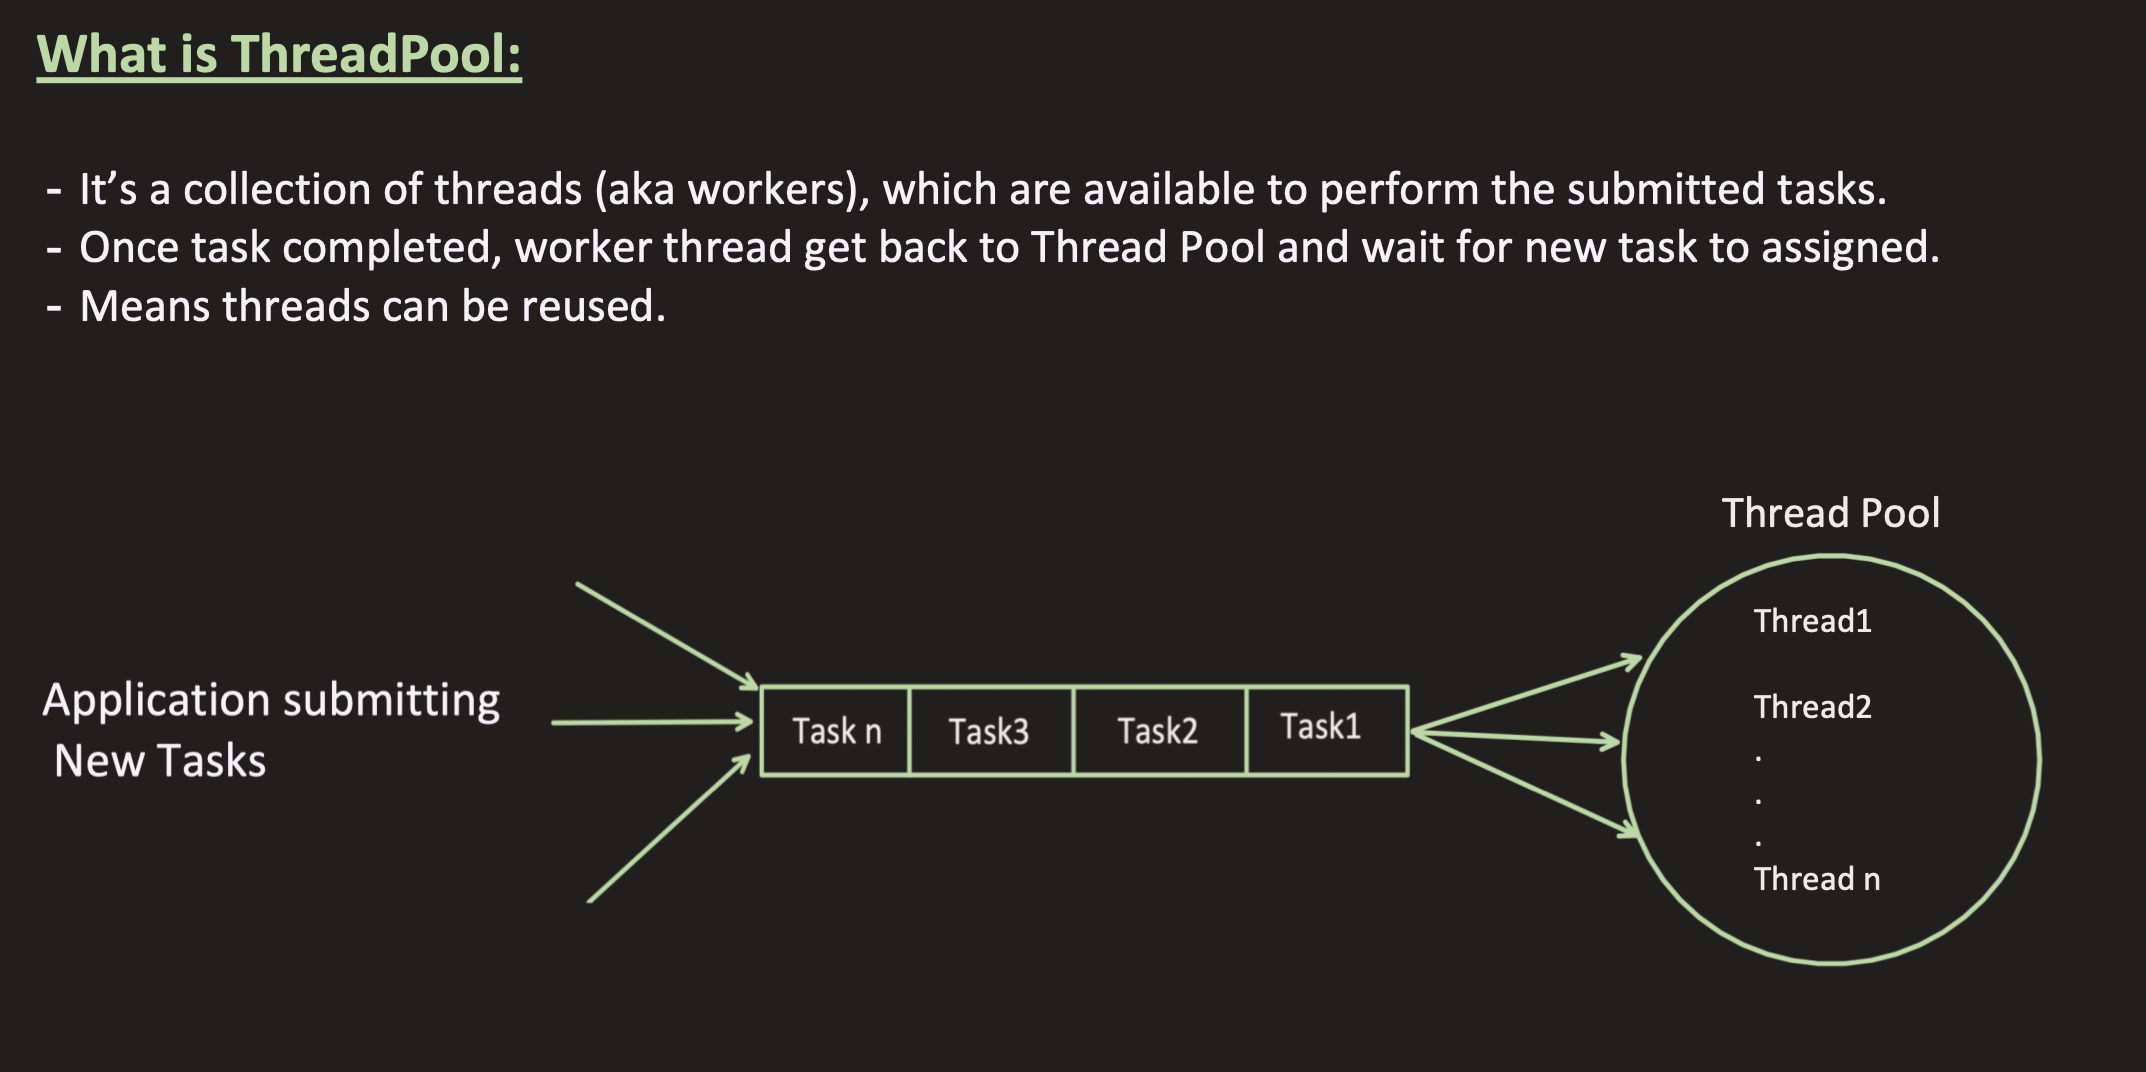 What is ThreadPool:
- It’s a collection of threads (aka workers), which are available to perform the submitted tasks.
- Once task completed, worker thread get back to Thread Pool and wait for new task to assigned.
- Means threads can be reused.
Thread Pool
Application submitting
New Tasks
Task n
Task3
Task2
Task1
Thread1
Thread2
.
.
.
Thread n